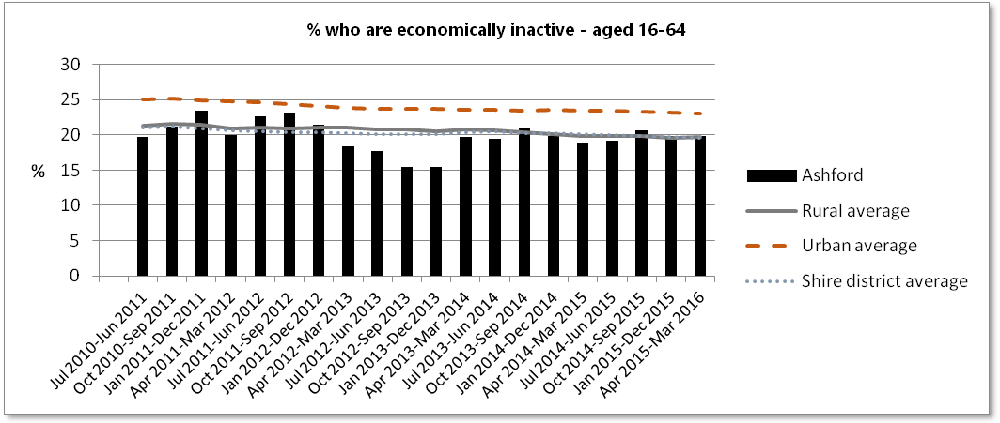 % who are economically inactive - aged 16-64
30
25
20
15
10
5
0
%
Jul 2010-Jun 2011
Oct 2010-Sep 2011
Jan 2011-Dec 2011
Apr 2011-Mar 2012
Jul 2011-Jun 2012
Oct 2011-Sep 2012
Jan 2012-Dec 2012
Apr 2012-Mar 2013
Jul 2012-Jun 2013
Oct 2012-Sep 2013
Jan 2013-Dec 2013
Apr 2013-Mar 2014
Jul 2013-Jun 2014
Oct 2013-Sep 2014
Jan 2014-Dec 2014
Apr 2014-Mar 2015
Jul 2014-Jun 2015
Oct 2014-Sep 2015
Jan 2015-Dec 2015
Apr 2015-Mar 2016
Ashford
Rural average
Urban average
Shire district average